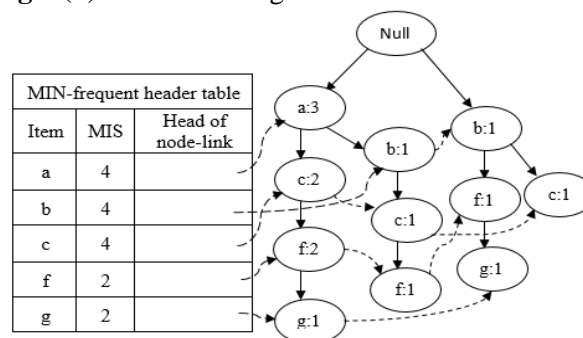 Null
MIN-frequent header table
Item MIS Head of node-link
a 4
b 4
c 4
f 2
g 2
a:3
b:1
b:1
c:2
c:1
f:1
c:1
f:2
f:1
g:1
g:1